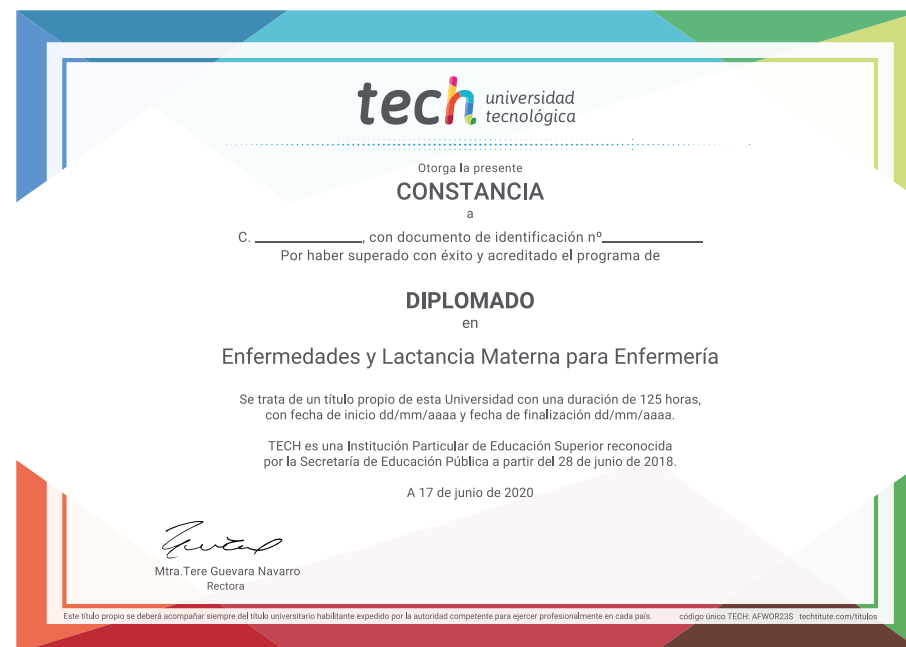 tech universidad
tecnológica
Otorga la presente
CONSTANCIA
a
C. ____________, con documento de identificación nº____________
Por haber superado con éxito y acreditado el programa de
DIPLOMADO
en
Enfermedades y Lactancia Materna para Enfermería
Se trata de un título propio de esta Universidad con una duración de 125 horas,
con fecha de inicio dd/mm/aaaa y fecha de finalización dd/mm/aaaa.
TECH es una Institución Particular de Educación Superior reconocida
por la Secretaría de Educación Pública a partir del 28 de junio de 2018.
A 17 de junio de 2020
Mtra.Tere Guevara Navarro
Rectora
Este título propio se deberá acompañar siempre del título universitario habilitante expedido por la autoridad competente para ejercer profesionalmente en cada país. código único TECH: AFWOR23S techtitute.com/titulos